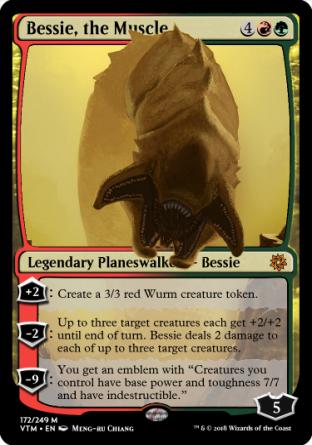 Bessie, the Muscle 4
Legendary Planeswalker - Bessie
+2: Create a 3/3 red Wurm creature token.
Up to three target creatures each get +2/+2
-2: until end of turn. Bessie deals 2 damage
to each of up to three target creatures.
You get an emblem with “Creatures you
-9: control have base power and toughness 7/7
and have indestructible.”
5
172/249 M
VTM • EN MENG-RU CHIANG ™ & © 2018 Wizards of the Coast